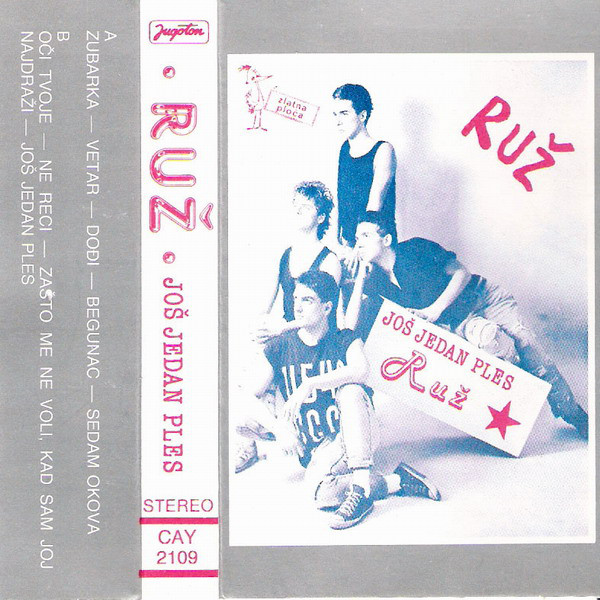 A
ZUBARKA — VETAR — DOĐI — BEGUNAC — SEDAM OKOVA
B
OČI TVOJE — NE RECI — ZAŠTO ME NE VOLI, KAD SAM JOJ
NAJDRAŽI — JOŠ JEDAN PLES
Jugoton
• RUŽ • JOŠ JEDAN PLES
STEREO
CAY
2109
zlatna
ploča
RUŽ
JOŠ JEDAN PLES
Ruž